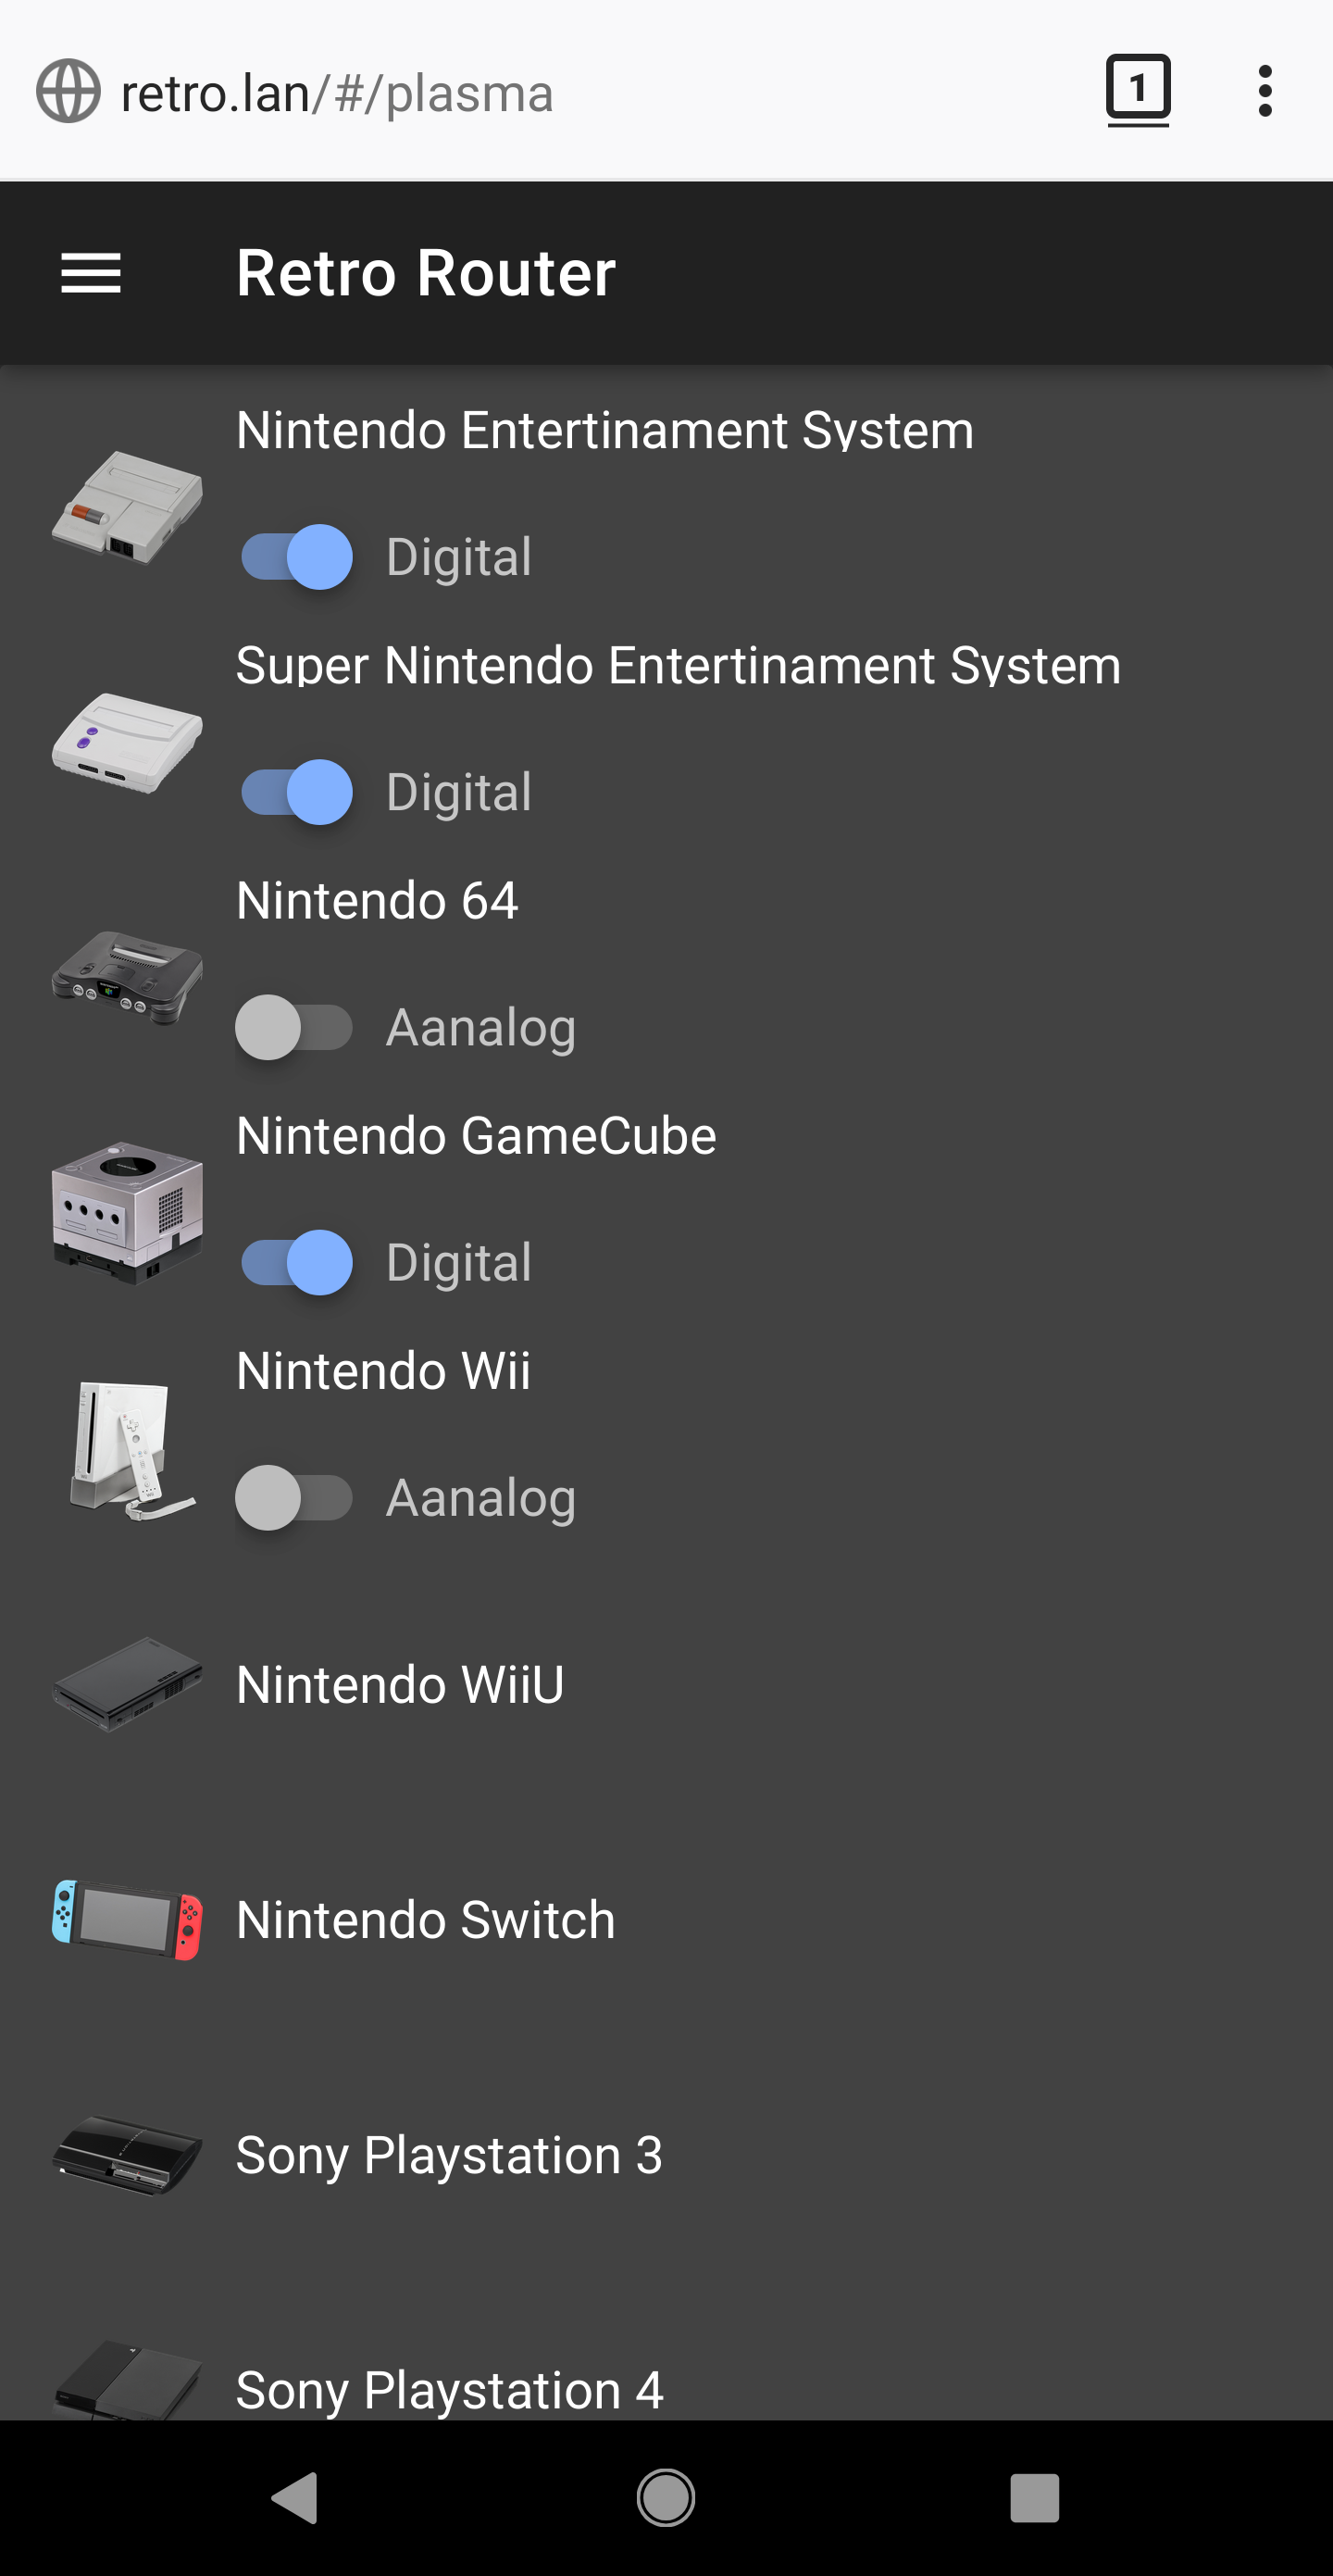 retro.lan/#/plasma
1
Retro Router
Nintendo Entertinament System
Digital
Super Nintendo Entertinament System
Digital
Nintendo 64
Aanalog
Nintendo GameCube
Digital
Nintendo Wii
Aanalog
Nintendo WiiU
Nintendo Switch
Sony Playstation 3
Sony Playstation 4